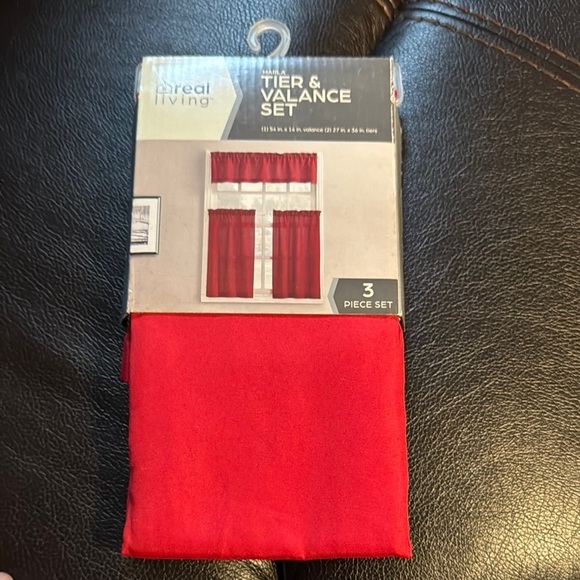 real
living
MARLA
TIER &
VALANCE
SET
(1) 54 in. x 14 in. valance (2) 27 in. x 36 in. tiers
3
PIECE SET